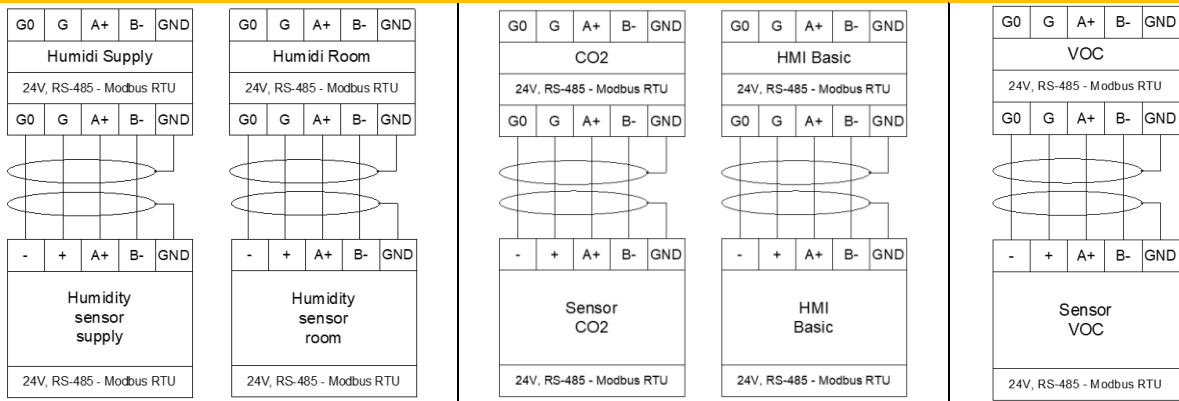 G0 G A+ B- GND
Humidi Supply
24V, RS-485 - Modbus RTU
G0 G A+ B- GND
- + A+ B- GND
Humidity
sensor
supply
24V, RS-485 - Modbus RTU
G0 G A+ B- GND
Humidi Room
24V, RS-485 - Modbus RTU
G0 G A+ B- GND
- + A+ B- GND
Humidity
sensor
room
24V, RS-485 - Modbus RTU
G0 G A+ B- GND
CO2
24V, RS-485 - Modbus RTU
G0 G A+ B- GND
- + A+ B- GND
Sensor
CO2
24V, RS-485 - Modbus RTU
G0 G A+ B- GND
HMI Basic
24V, RS-485 - Modbus RTU
G0 G A+ B- GND
- + A+ B- GND
HMI
Basic
24V, RS-485 - Modbus RTU
G0 G A+ B- GND
VOC
24V, RS-485 - Modbus RTU
G0 G A+ B- GND
- + A+ B- GND
Sensor
VOC
24V, RS-485 - Modbus RTU